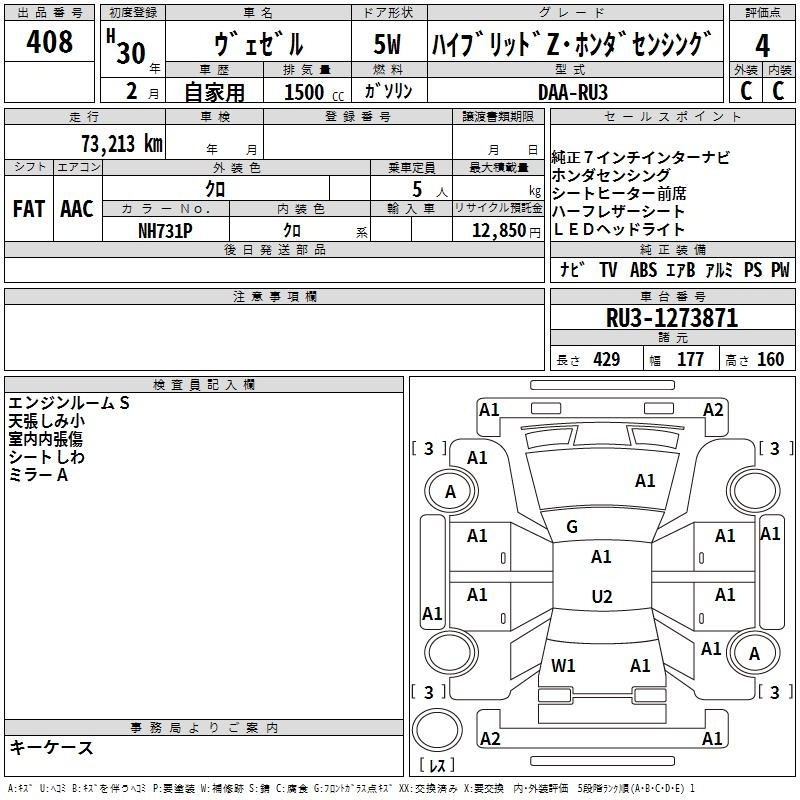 出品番号 初度登録 車名 ドア形状 グレード 評価点
408 H30年 ヴェゼル 5W ハイブリッドZ・ホンダセンシング 4
車歴 排気量 燃料 型式 外装 内装
2月 自家用 1500 CC ガソリン DAA-RU3 C C
走行 車検 登録番号 譲渡書類期限 セールスポイント
73,213 km 年 月 月 日
純正7インチインターナビ
ホンダセンシング
シートヒーター前席
ハーフレザーシート
LEDヘッドライト
シフト エアコン 外装色 乗車定員 最大積載量
FAT AAC クロ 5人 kg
カラーNo. 内装色 輸入車 リサイクル預託金
NH731P クロ 系 12,850円
後日発送部品 純正装備
ナビ TV ABS エアB アルミ PS PW
注意事項欄 車台番号
RU3-1273871
諸元
長さ 429 幅 177 高さ 160
検査員記入欄
エンジンルームS
天張しみ小
室内内張傷
シートしわ
ミラーA
A1 A2
[3] [3]
A1
A1
A
G
A1 A1 A1
A1
U2
A1 A1
A1
A1 A
W1 A1
[3] [3]
A2 A1
[レス]
事務局よりご案内
キーケース
A:キズ U:ヘコミ B:キズを伴うヘコミ P:要塗装 W:補修跡 S:錆 C:腐食 G:フロントガラス点キズ XX:交換済み X:要交換 内・外装評価 5段階ランク順(A・B・C・D・E) 1